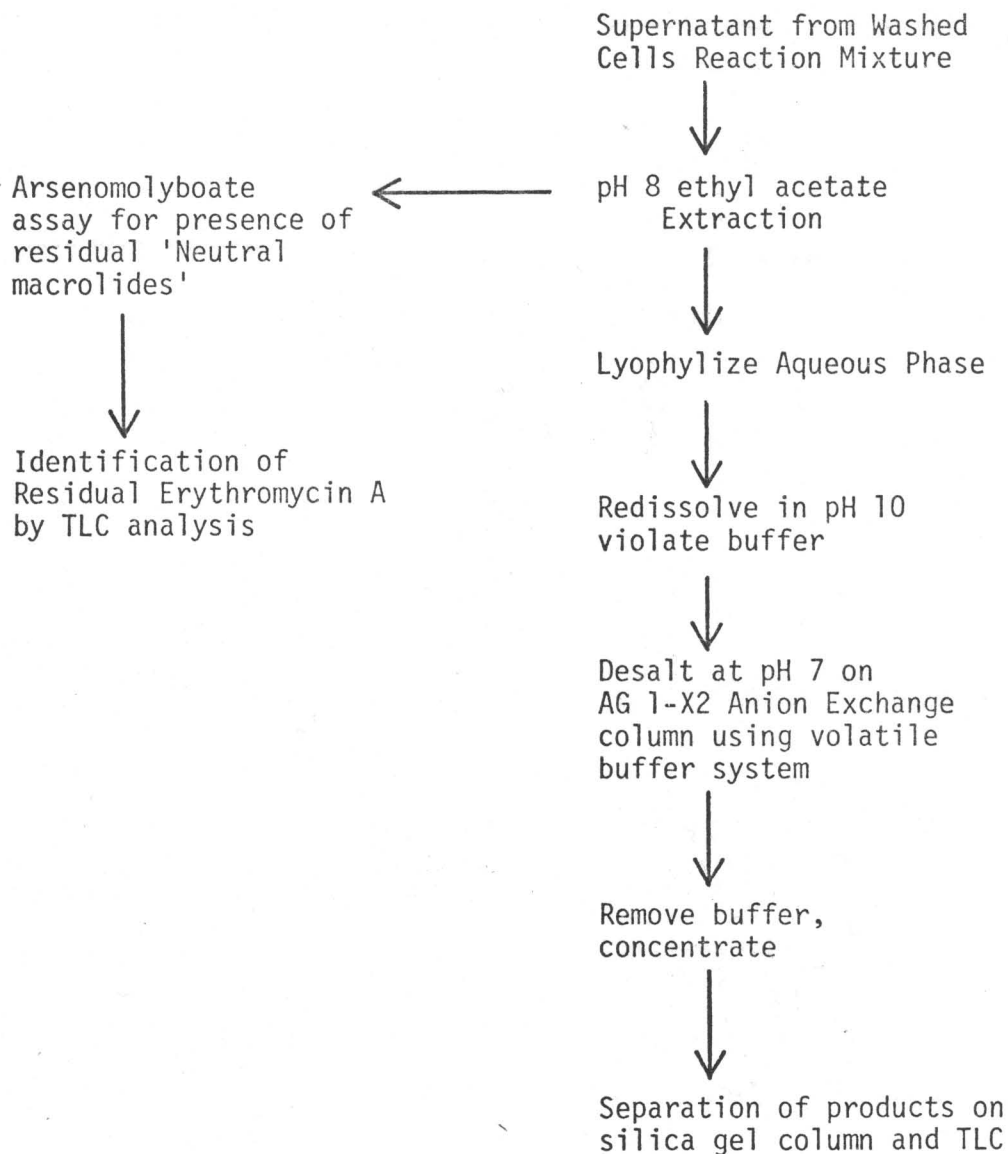 Supernatant from Washed
Cells Reaction Mixture
pH 8 ethyl acetate
Extraction
Arsenomolyboate
assay for presence of
residual 'Neutral
macrolides'
Identification of
Residual Erythromycin A
by TLC analysis
Lyophylize Aqueous Phase
Redissolve in pH 10
violate buffer
Desalt at pH 7 on
AG 1-X2 Anion Exchange
column using volatile
buffer system
Remove buffer,
concentrate
Separation of products on
silica gel column and TLC